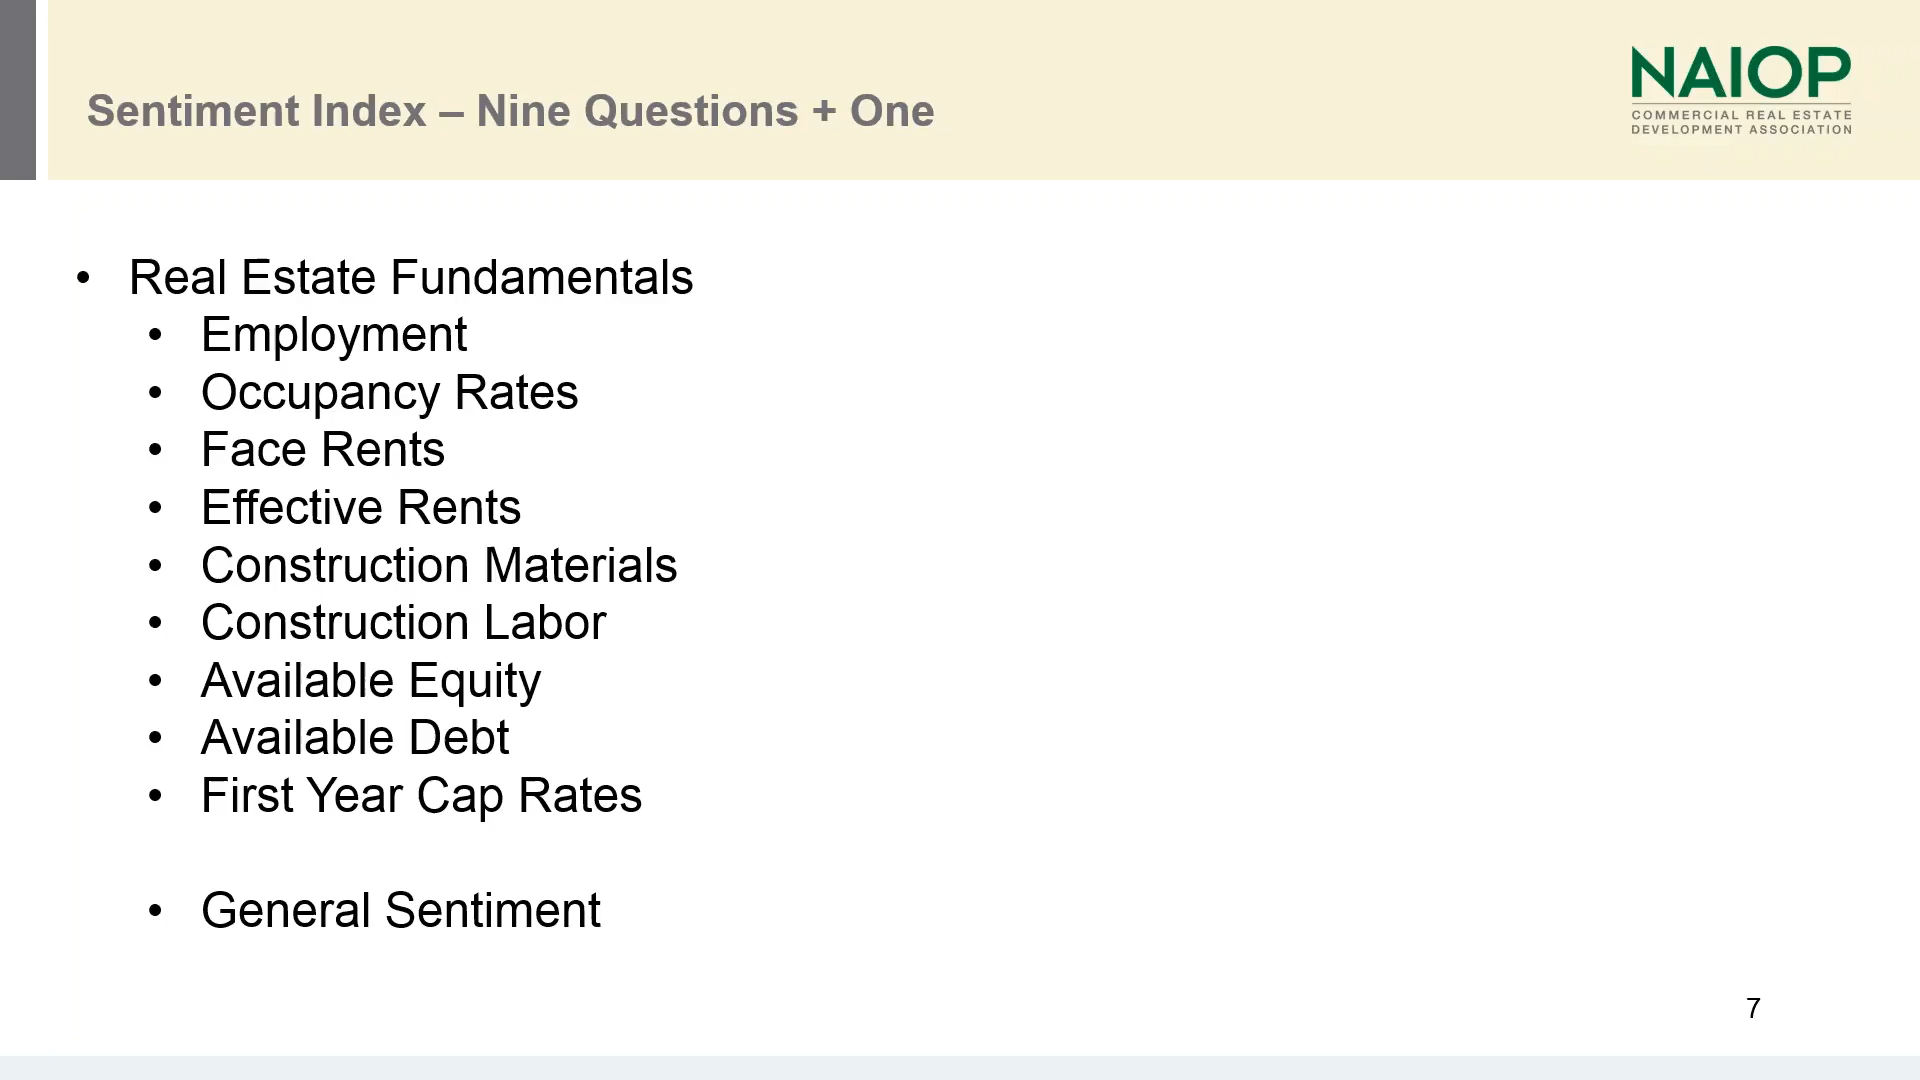 Sentiment Index – Nine Questions + One
NAIOP
COMMERCIAL REAL ESTATE
DEVELOPMENT ASSOCIATION
• Real Estate Fundamentals
• Employment
• Occupancy Rates
• Face Rents
• Effective Rents
• Construction Materials
• Construction Labor
• Available Equity
• Available Debt
• First Year Cap Rates
• General Sentiment
7